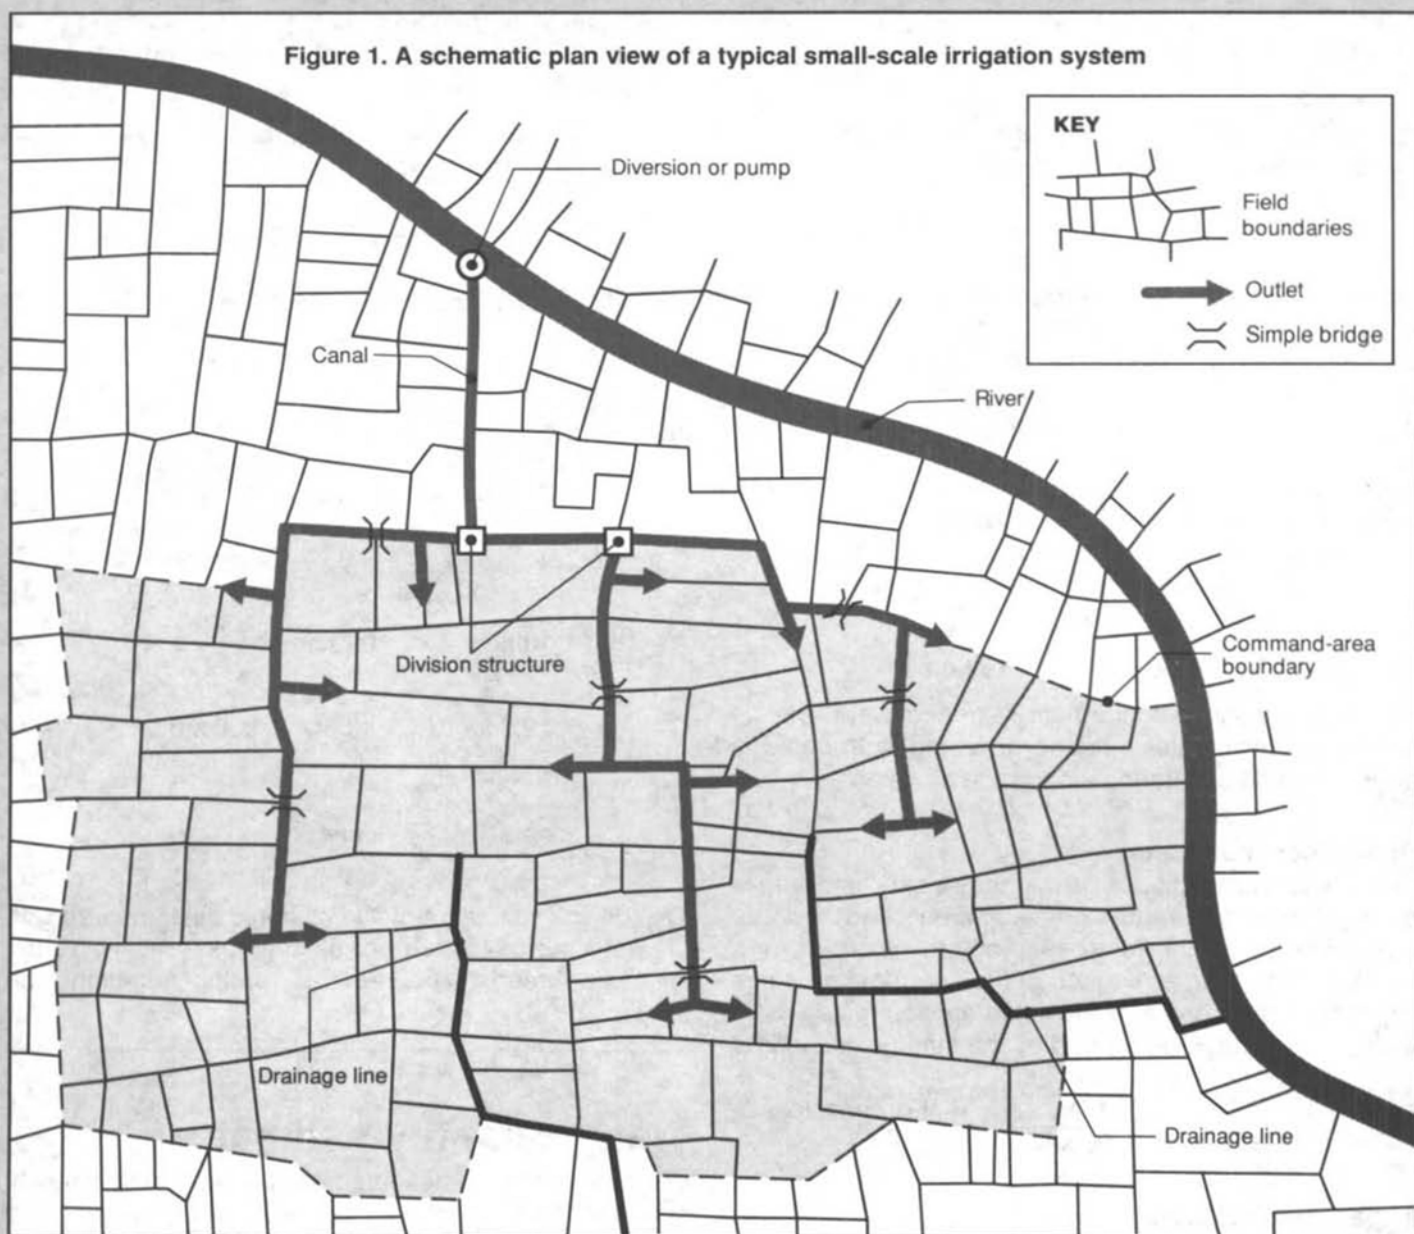 Figure 1. A schematic plan view of a typical small-scale irrigation system
KEY
Field
boundaries
Outlet
Simple bridge
Diversion or pump
Canal
River
Division structure
Command-area
boundary
Drainage line
Drainage line